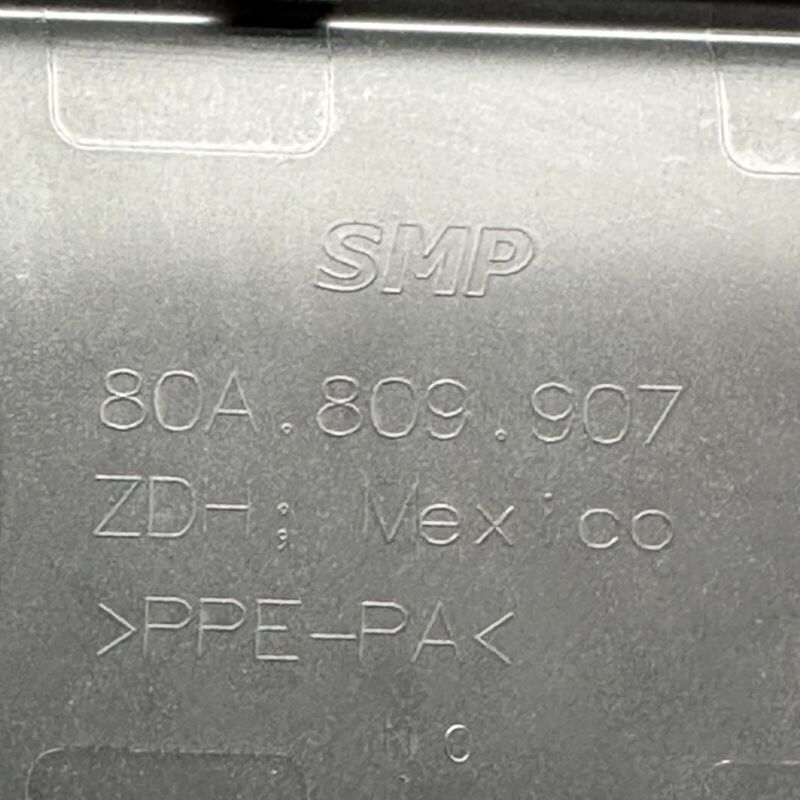 SMP
80A.809.907
ZDH; Mexico
>PPE-PA<